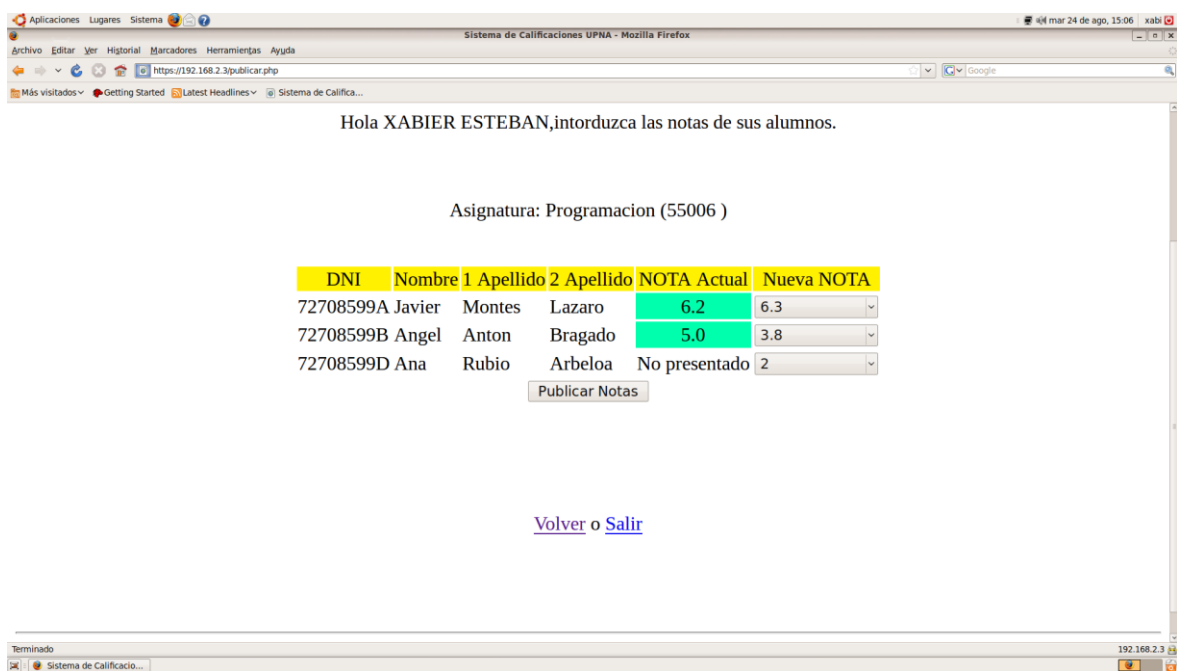 Aplicaciones Lugares Sistema mar 24 de ago, 15:06 xabi
Sistema de Calificaciones UPNA - Mozilla Firefox
Archivo Editar Ver Historial Marcadores Herramientas Ayuda
https://192.168.2.3/publicar.php Google
Más visitados Getting Started Latest Headlines Sistema de Califica...
Hola XABIER ESTEBAN,intorduzca las notas de sus alumnos.
Asignatura: Programacion (55006 )
DNI Nombre 1 Apellido 2 Apellido NOTA Actual Nueva NOTA
72708599A Javier Montes Lazaro 6.2 6.3
72708599B Angel Anton Bragado 5.0 3.8
72708599D Ana Rubio Arbeloa No presentado 2
Publicar Notas
Volver o Salir
Terminado 192.168.2.3
Sistema de Calificacio...